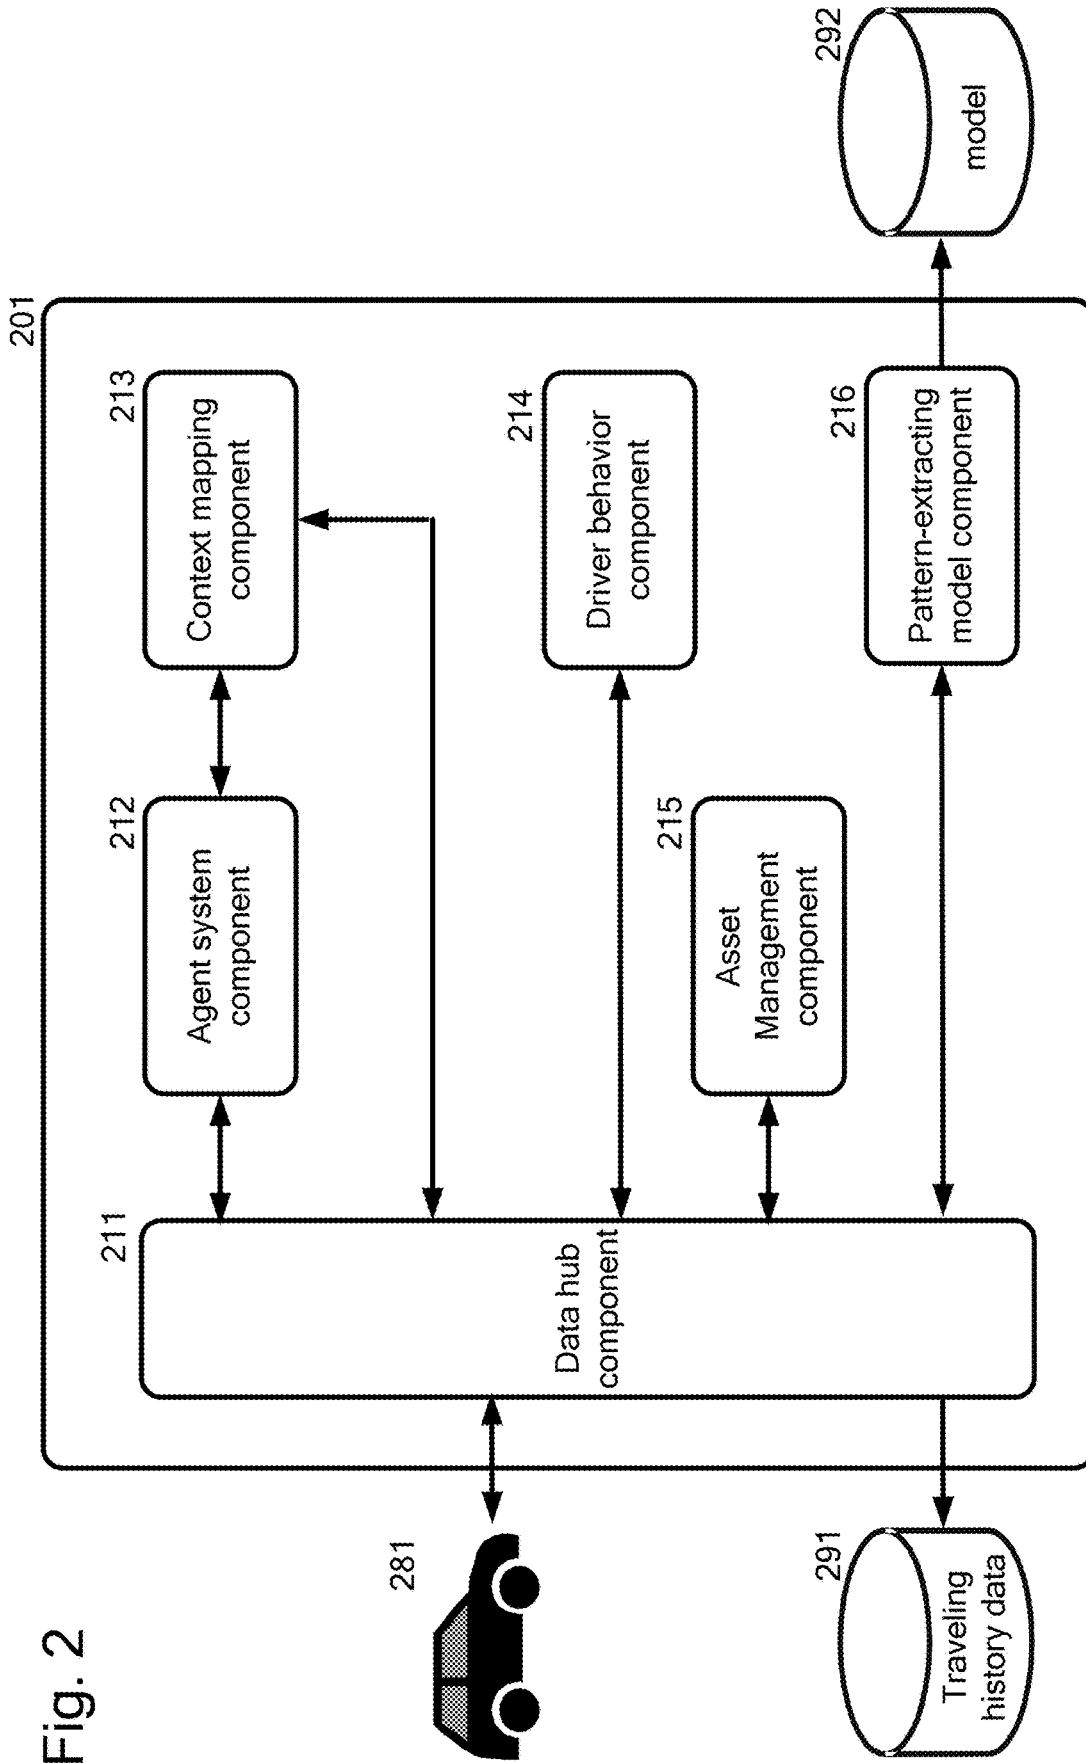 Fig. 2
201
281
211
212
213
Agent system
component
Context mapping
component
214
Driver behavior
component
Data hub
component
215
Asset
Management
component
291
Traveling
history data
216
Pattern-extracting
model component
292
model